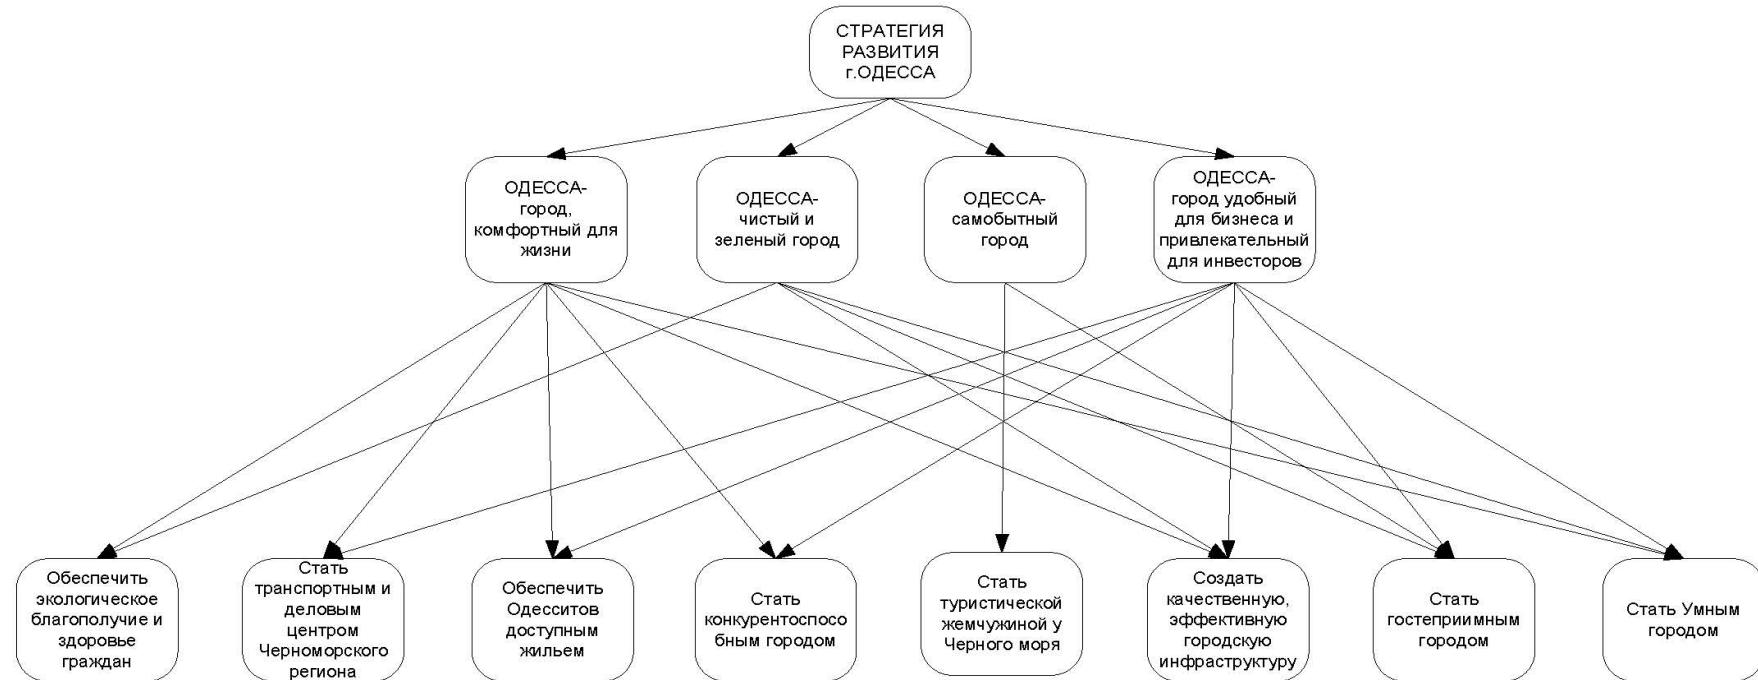 СТРАТЕГИЯ
РАЗВИТИЯ
г.ОДЕССА
ОДЕССА-
город,
комфортный для
жизни
ОДЕССА-
чистый и
зеленый город
ОДЕССА-
самобытный
город
ОДЕССА-
город удобный
для бизнеса и
привлекательный
для инвесторов
Обеспечить
экологическое
благополучие и
здоровье
граждан
Стать
транспортным и
деловым
центром
Черноморского
региона
Обеспечить
Одесситов
доступным
жильем
Стать
конкурентоспосо
бным городом
Стать
туристической
жемчужиной у
Черного моря
Создать
качественную,
эффективную
городскую
инфраструктуру
Стать
гостеприимным
городом
Стать Умным
городом